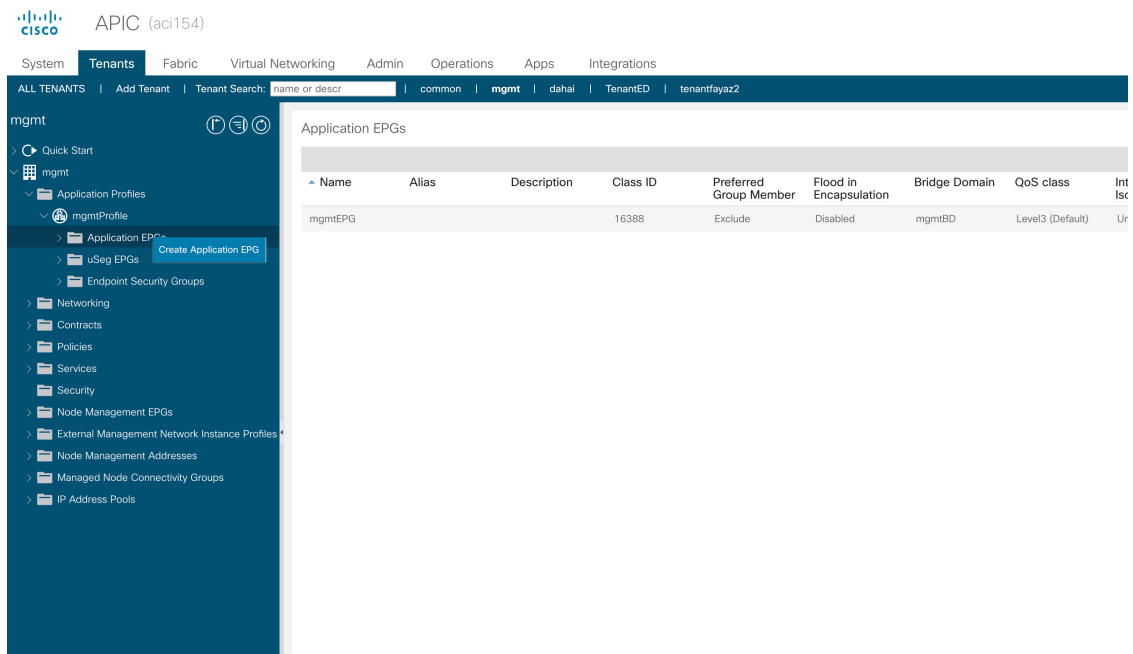 CISCO
APIC (aci154)
System Tenants Fabric Virtual Networking Admin Operations Apps Integrations
ALL TENANTS | Add Tenant | Tenant Search: name or descr | common | mgmt | dahai | TenantED | tenantfayaz2
mgmt
Quick Start
mgmt
Application Profiles
mgmtProfile
Application EPGs
Create Application EPG
uSeg EPGs
Endpoint Security Groups
Networking
Contracts
Policies
Services
Security
Node Management EPGs
External Management Network Instance Profiles
Node Management Addresses
Managed Node Connectivity Groups
IP Address Pools
Application EPGs
Name Alias Description Class ID Preferred Group Member Flood in Encapsulation Bridge Domain QoS class
mgmtEPG 16388 Exclude Disabled mgmtBD Level3 (Default)